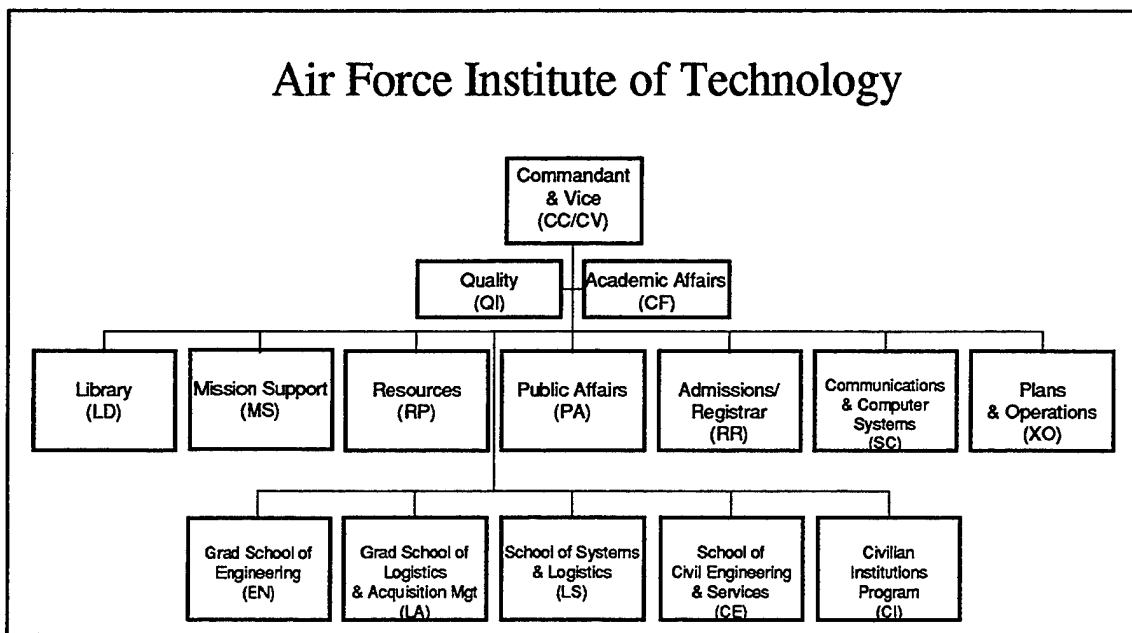 Air Force Institute of Technology
Commandant
& Vice
(CC/CV)
Quality
(QI)
Academic Affairs
(CF)
Library
(LD)
Mission Support
(MS)
Resources
(RP)
Public Affairs
(PA)
Admissions/
Registrar
(RR)
Communications
& Computer
Systems
(SC)
Plans
& Operations
(XO)
Grad School of
Engineering
(EN)
Grad School of
Logistics
& Acquisition Mgt
(LA)
School of Systems
& Logistics
(LS)
School of
Civil Engineering
& Services
(CE)
Civilian
Institutions
Program
(CI)